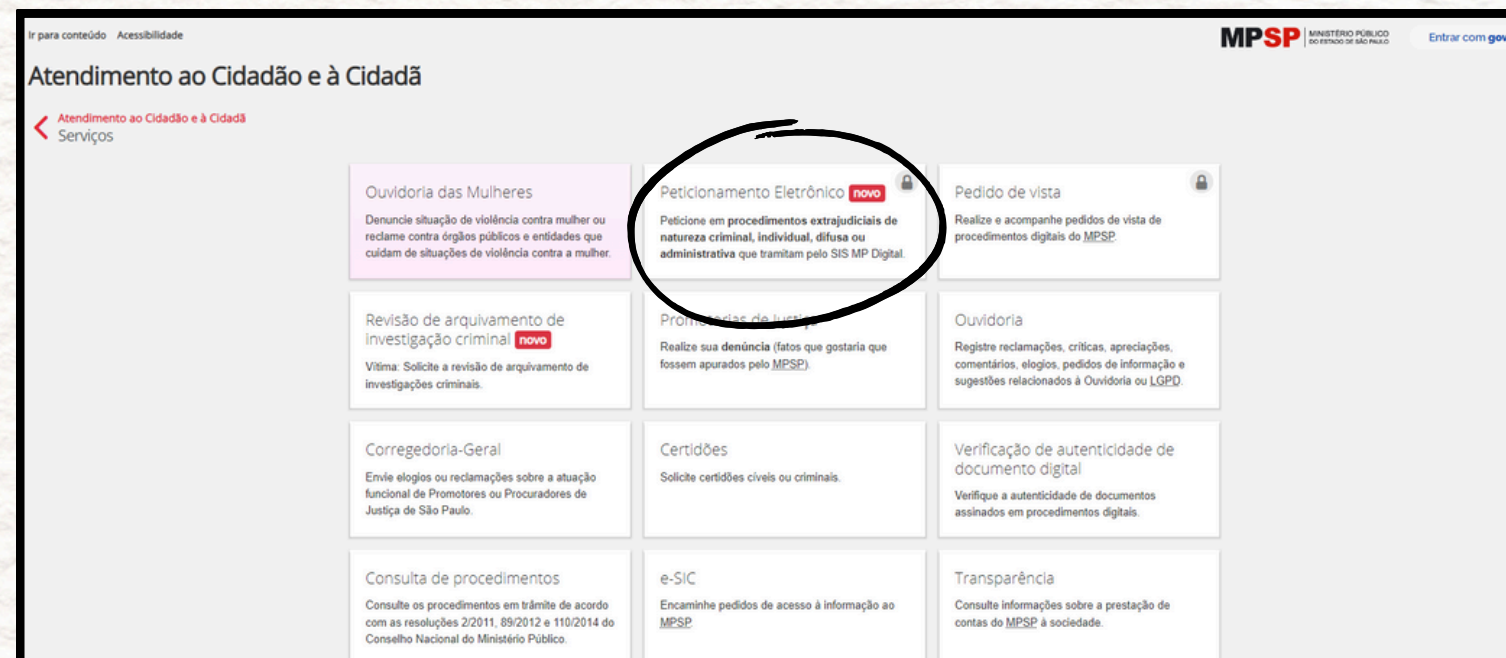 Ir para conteúdo Acessibilidade
MPSP MINISTÉRIO PÚBLICO
DO ESTADO DE SÃO PAULO
Entrar com gov
Atendimento ao Cidadão e à Cidadã
Atendimento ao Cidadão e à Cidadã
Serviços
Ouvidoria das Mulheres
Denuncie situação de violência contra mulher ou
reclame contra órgãos públicos e entidades que
cuidam de situações de violência contra a mulher.
Peticionamento Eletrônico novo
Peticione em procedimentos extrajudiciais de
natureza criminal, individual, difusa ou
administrativa que tramitam pelo SIS MP Digital.
Pedido de vista
Realize e acompanhe pedidos de vista de
procedimentos digitais do MPSP.
Revisão de arquivamento de
investigação criminal novo
Vítima: Solicite a revisão de arquivamento de
investigações criminais.
Promotorias de Justiça
Realize sua denúncia (fatos que gostaria que
fossem apurados pelo MPSP).
Ouvidoria
Registre reclamações, críticas, apreciações,
comentários, elogios, pedidos de informação e
sugestões relacionados à Ouvidoria ou LGPD.
Corregedoria-Geral
Envie elogios ou reclamações sobre a atuação
funcional de Promotores ou Procuradores de
Justiça de São Paulo.
Certidões
Solicite certidões cíveis ou criminais.
Verificação de autenticidade de
documento digital
Verifique a autenticidade de documentos
assinados em procedimentos digitais.
Consulta de procedimentos
Consulte os procedimentos em trâmite de acordo
com as resoluções 2/2011, 89/2012 e 110/2014 do
Conselho Nacional do Ministério Público.
e-SIC
Encaminhe pedidos de acesso à informação ao
MPSP.
Transparência
Consulte informações sobre a prestação de
contas do MPSP à sociedade.